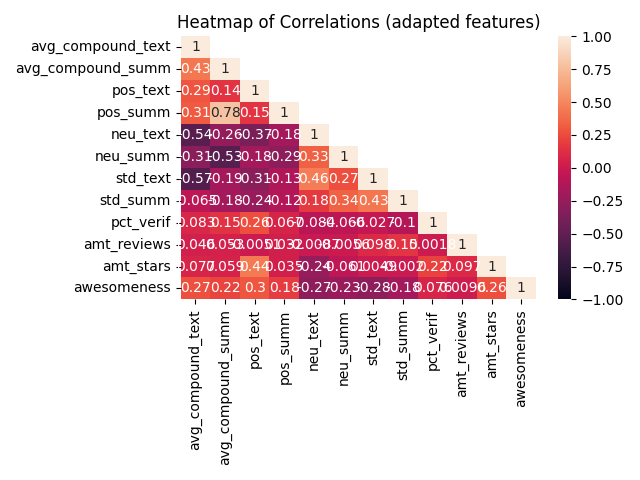 Heatmap of Correlations (adapted features)
avg_compound_text 1
avg_compound_summ 0.43 1
pos_text 0.29 0.14 1
pos_summ 0.31 0.78 0.15 1
neu_text -0.54 -0.26 -0.37 -0.18 1
neu_summ -0.31 -0.53 -0.18 -0.29 0.33 1
std_text -0.57 -0.19 -0.31 -0.13 0.46 0.27 1
std_summ -0.065 -0.18 -0.24 -0.12 0.18 0.34 0.43 1
pct_verif 0.083 0.15 0.26 0.067 -0.084 -0.066 -0.027 -0.1 1
amt_reviews 0.15 1
amt_stars 0.059 0.44 0.035 -0.24 0.22 1
awesomeness 0.27 0.22 0.3 0.18 -0.27 -0.23 -0.28 -0.18 0.26 1
avg_compound_text
avg_compound_summ
pos_text
pos_summ
neu_text
neu_summ
std_text
std_summ
pct_verif
amt_reviews
amt_stars
awesomeness
1.00
0.75
0.50
0.25
0.00
−0.25
−0.50
−0.75
−1.00